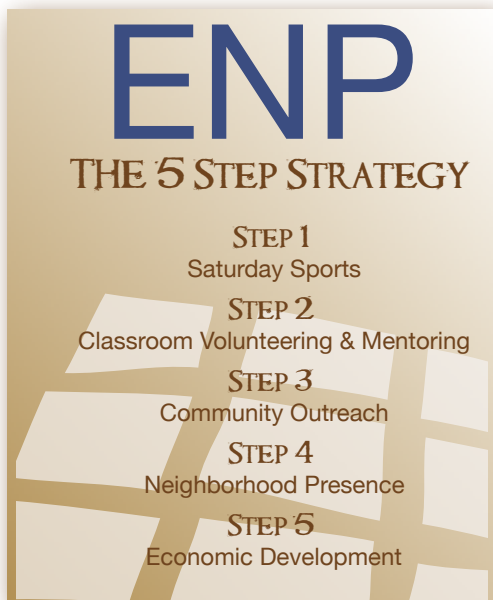 ENP
THE 5 STEP STRATEGY
STEP 1
Saturday Sports
STEP 2
Classroom Volunteering & Mentoring
STEP 3
Community Outreach
STEP 4
Neighborhood Presence
STEP 5
Economic Development